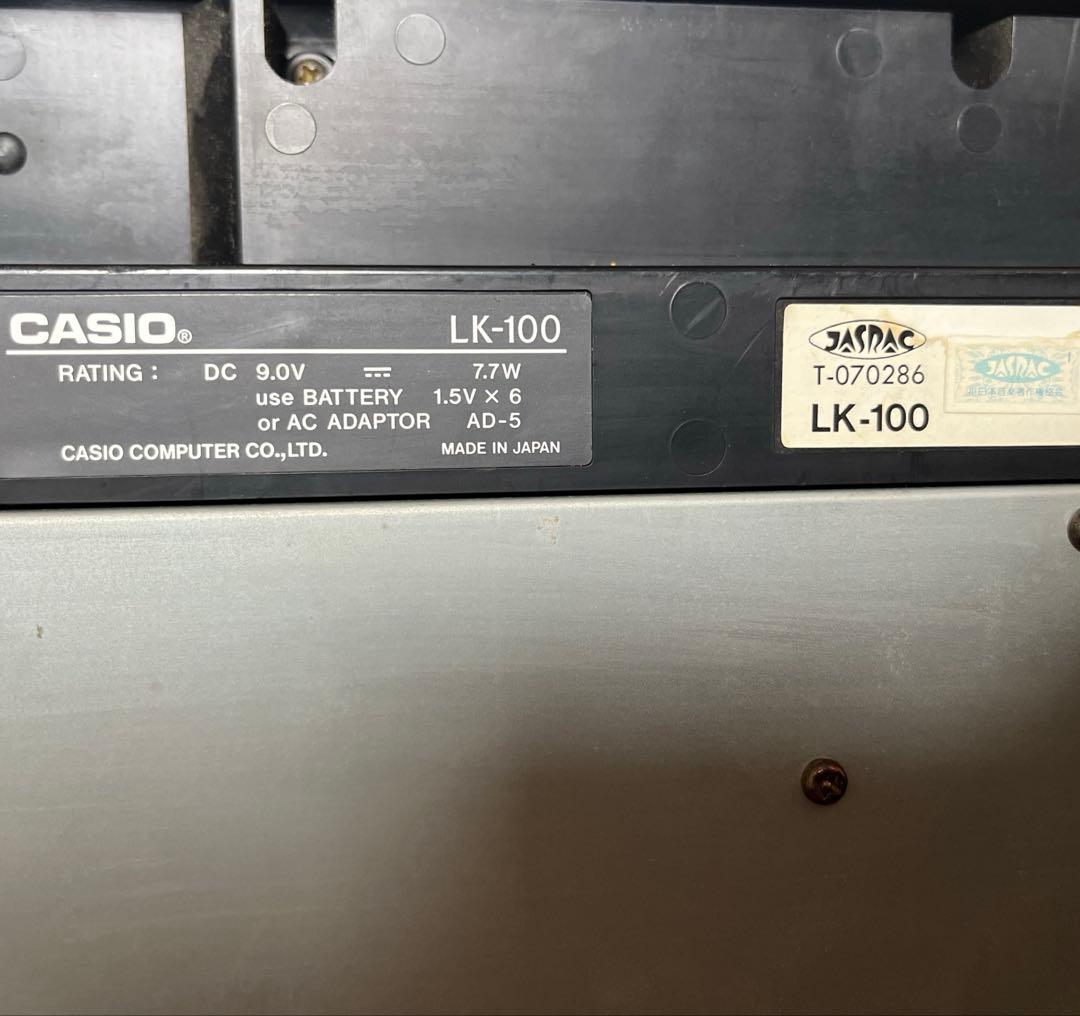 CASIO® LK-100
RATING : DC 9.0V ⎓ 7.7W
use BATTERY 1.5V × 6
or AC ADAPTOR AD-5
CASIO COMPUTER CO.,LTD. MADE IN JAPAN
JASRAC
T-070286
LK-100
JASRAC